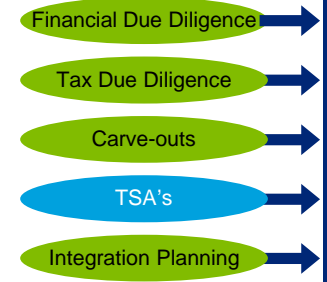 Financial Due Diligence
Tax Due Diligence
Carve-outs
TSA's
Integration Planning